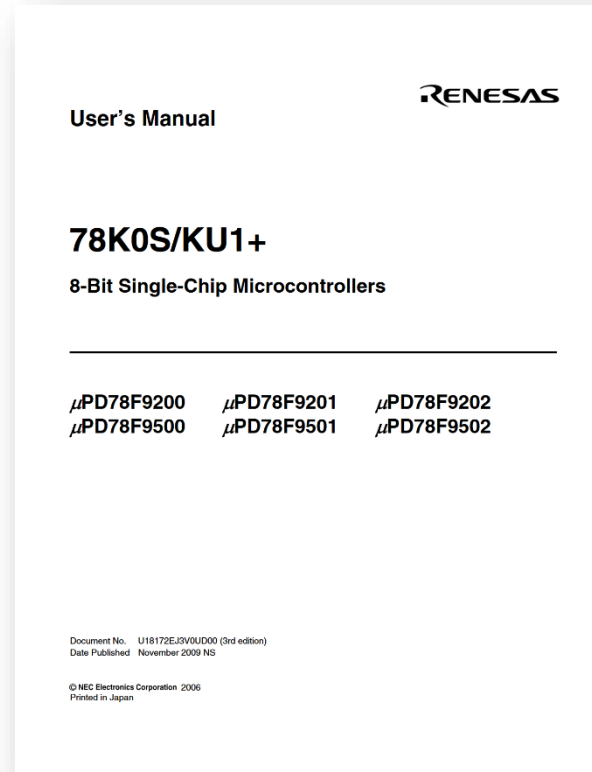 RENESAS
User's Manual
78K0S/KU1+
8-Bit Single-Chip Microcontrollers
μPD78F9200 μPD78F9201 μPD78F9202
μPD78F9500 μPD78F9501 μPD78F9502
Document No. U18172EJ3V0UD00 (3rd edition)
Date Published November 2009 NS
© NEC Electronics Corporation 2006
Printed in Japan